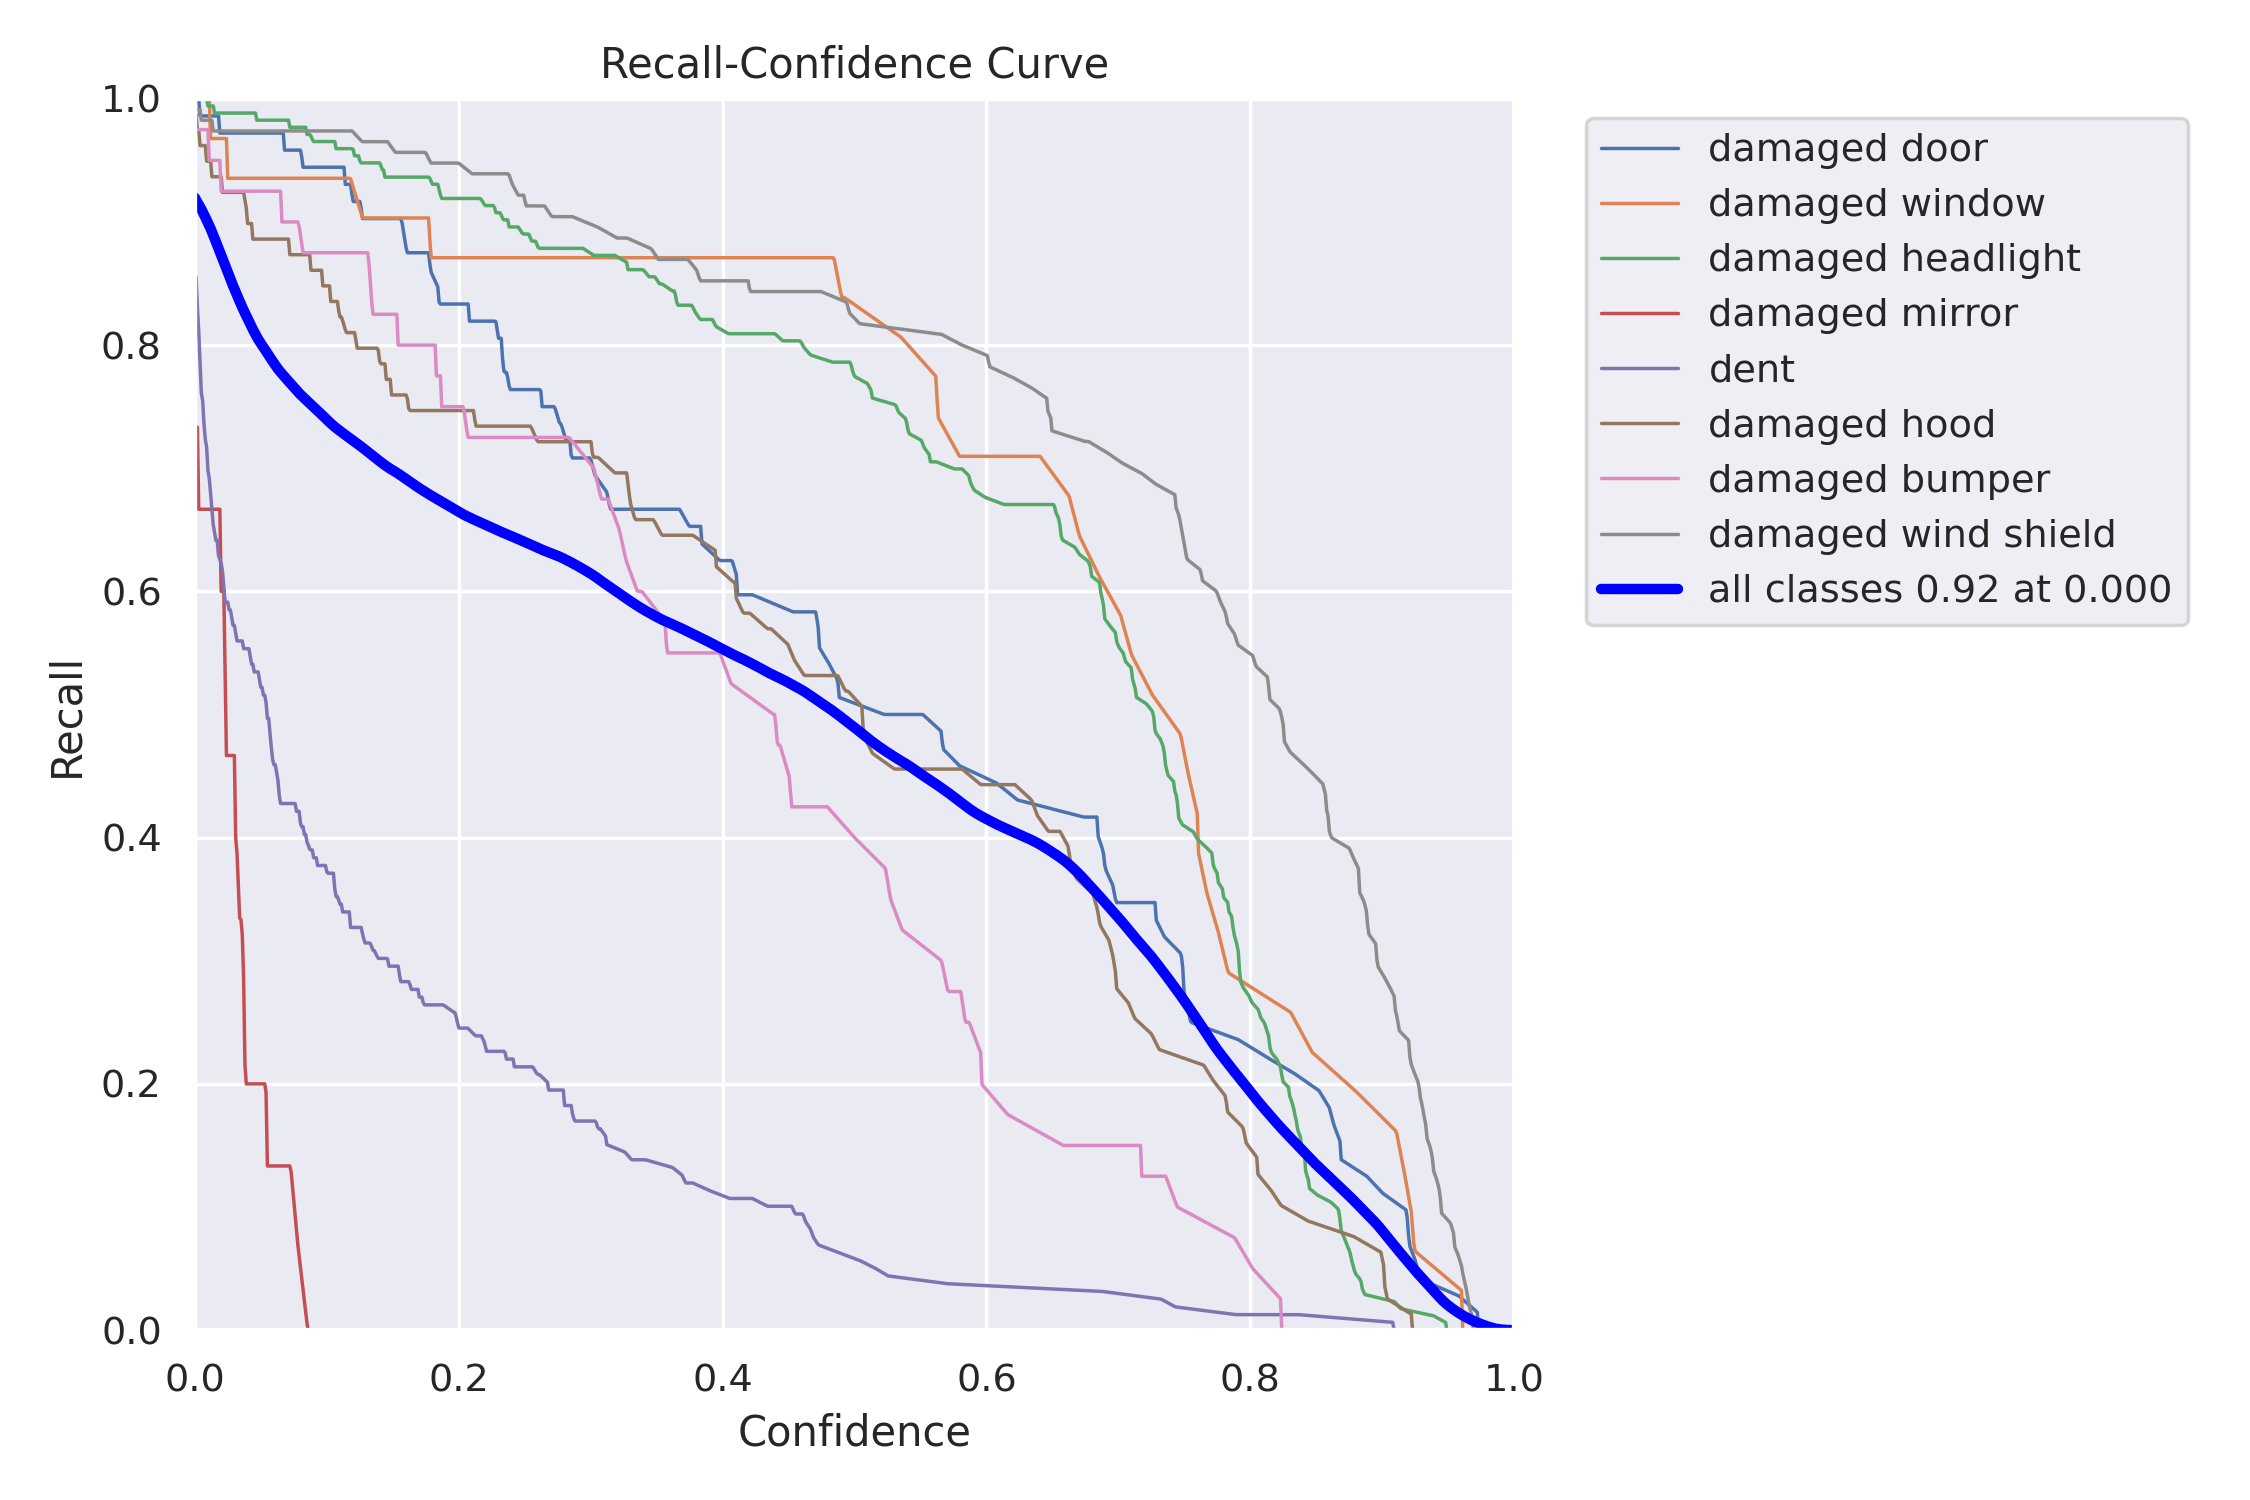 Recall-Confidence Curve
1.0
0.8
0.6
0.4
0.2
0.0
Recall
0.0 0.2 0.4 0.6 0.8 1.0
Confidence
damaged door
damaged window
damaged headlight
damaged mirror
dent
damaged hood
damaged bumper
damaged wind shield
all classes 0.92 at 0.000